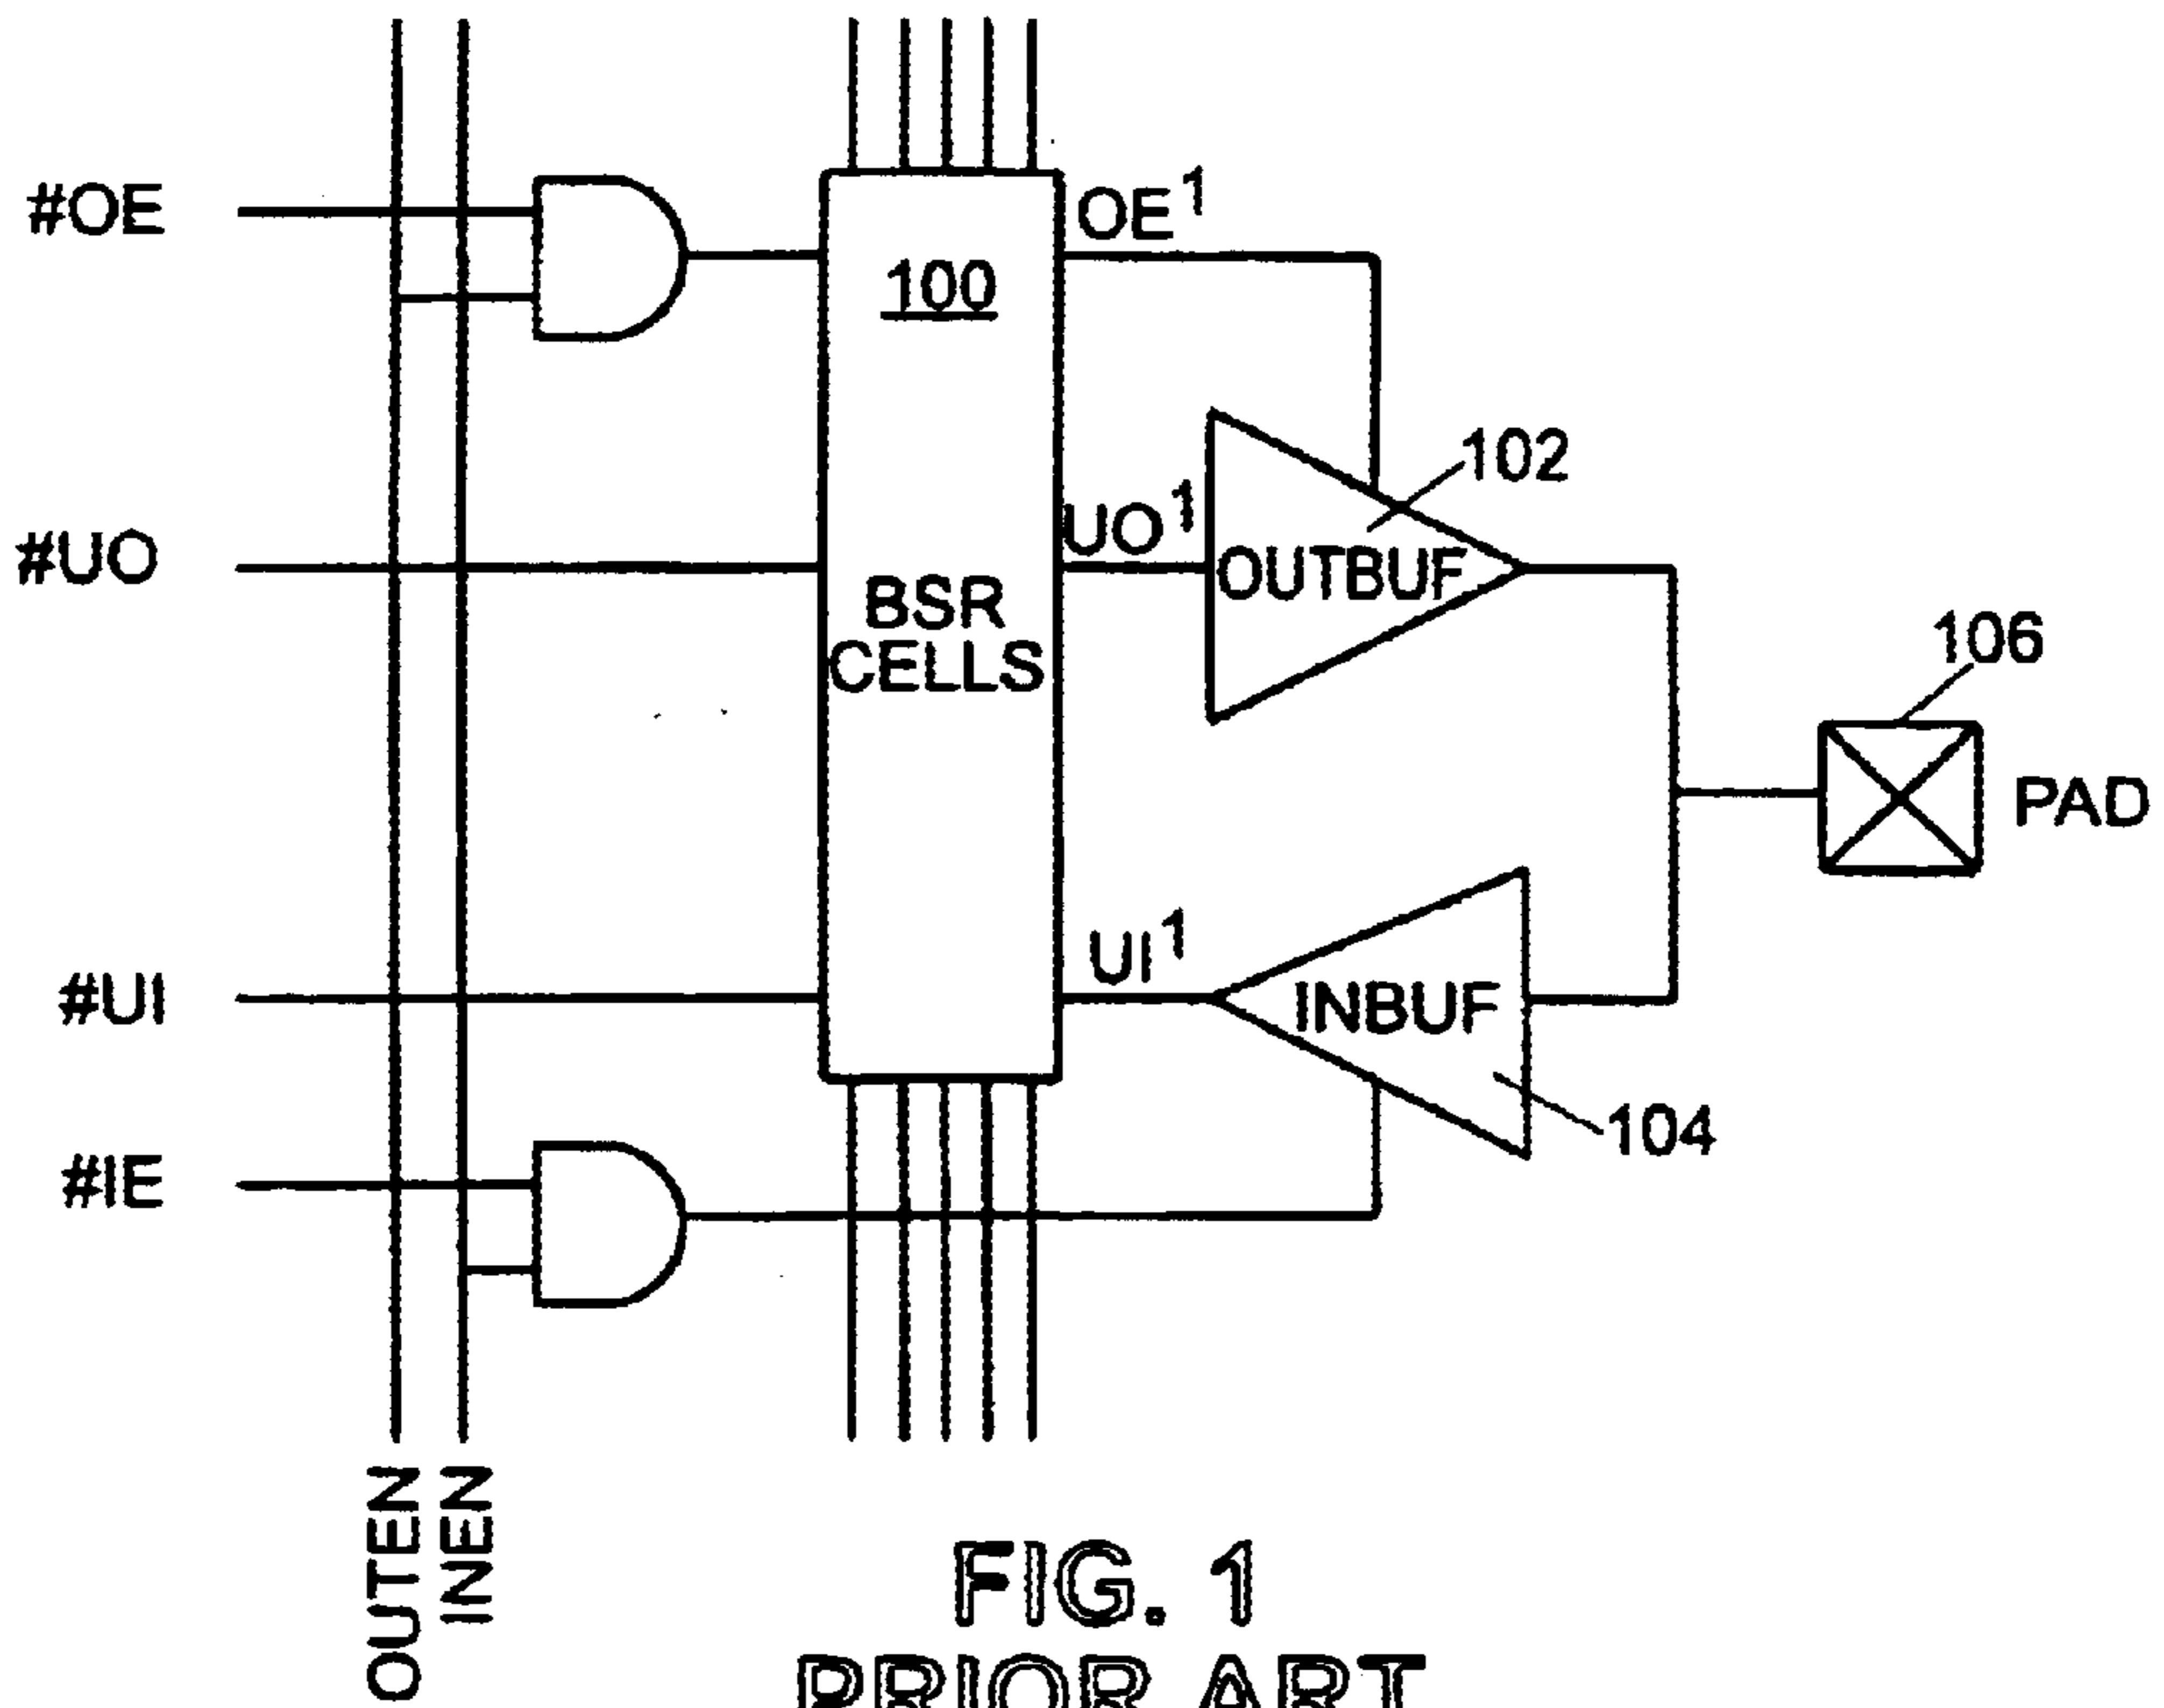 #OE
OE1
100
102
#UO
UO1
OUTBUF
BSR
CELLS
106
PAD
#UI
UI1
INBUF
104
#IE
OUTEN
INEN
FIG. 1
PRIOR ART